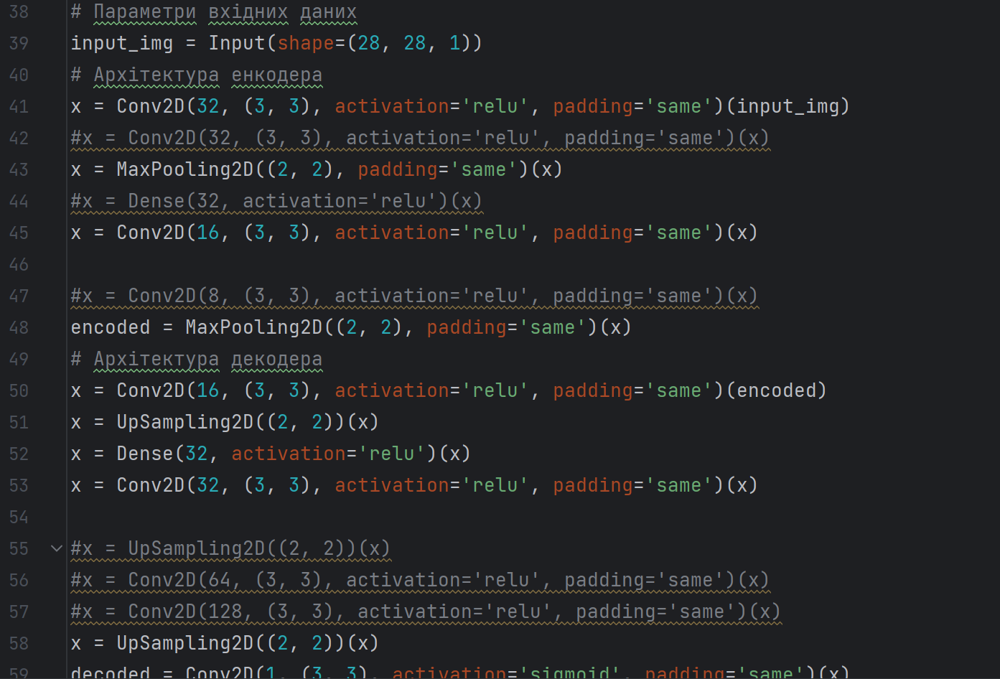 38 # Параметри вхідних даних
39 input_img = Input(shape=(28, 28, 1))
40 # Архітектура енкодера
41 x = Conv2D(32, (3, 3), activation='relu', padding='same')(input_img)
42 #x = Conv2D(32, (3, 3), activation='relu', padding='same')(x)
43 x = MaxPooling2D((2, 2), padding='same')(x)
44 #x = Dense(32, activation='relu')(x)
45 x = Conv2D(16, (3, 3), activation='relu', padding='same')(x)
46
47 #x = Conv2D(8, (3, 3), activation='relu', padding='same')(x)
48 encoded = MaxPooling2D((2, 2), padding='same')(x)
49 # Архітектура декодера
50 x = Conv2D(16, (3, 3), activation='relu', padding='same')(encoded)
51 x = UpSampling2D((2, 2))(x)
52 x = Dense(32, activation='relu')(x)
53 x = Conv2D(32, (3, 3), activation='relu', padding='same')(x)
54
55 #x = UpSampling2D((2, 2))(x)
56 #x = Conv2D(64, (3, 3), activation='relu', padding='same')(x)
57 #x = Conv2D(128, (3, 3), activation='relu', padding='same')(x)
58 x = UpSampling2D((2, 2))(x)
59 decoded = Conv2D(1, (3, 3), activation='sigmoid', padding='same')(x)